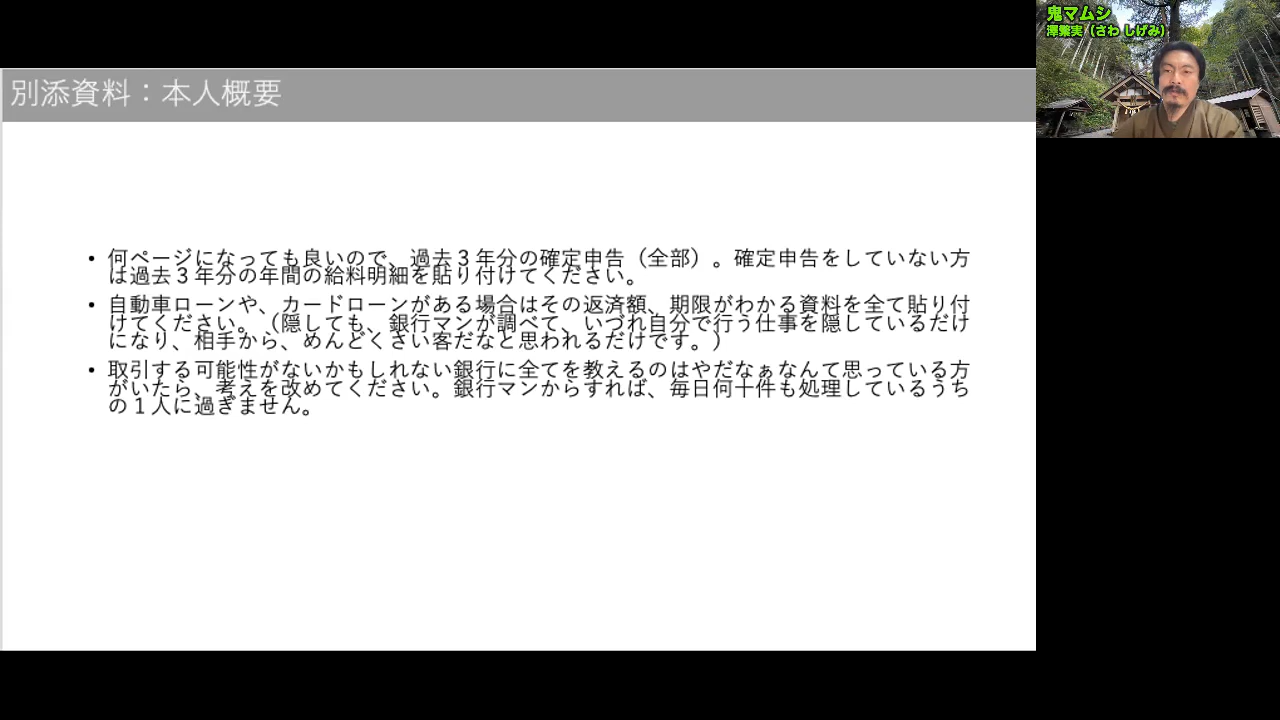 別添資料：本人概要
• 何ページになっても良いので、過去３年分の確定申告（全部）。確定申告をしていない方
は過去３年分の年間の給料明細を貼り付けてください。
• 自動車ローンや、カードローンがある場合はその返済額、期限がわかる資料を全て貼り付
けてください。（隠しても、銀行マンが調べて、いづれ自分で行う仕事を隠しているだけ
になり、相手から、めんどくさい客だなと思われるだけです。）
• 取引する可能性がないかもしれない銀行に全てを教えるのはやだなぁなんて思っている方
がいたら、考えを改めてください。銀行マンからすれば、毎日何十件も処理しているうち
の１人に過ぎません。
鬼マムシ
澤繁実（さわ しげみ）